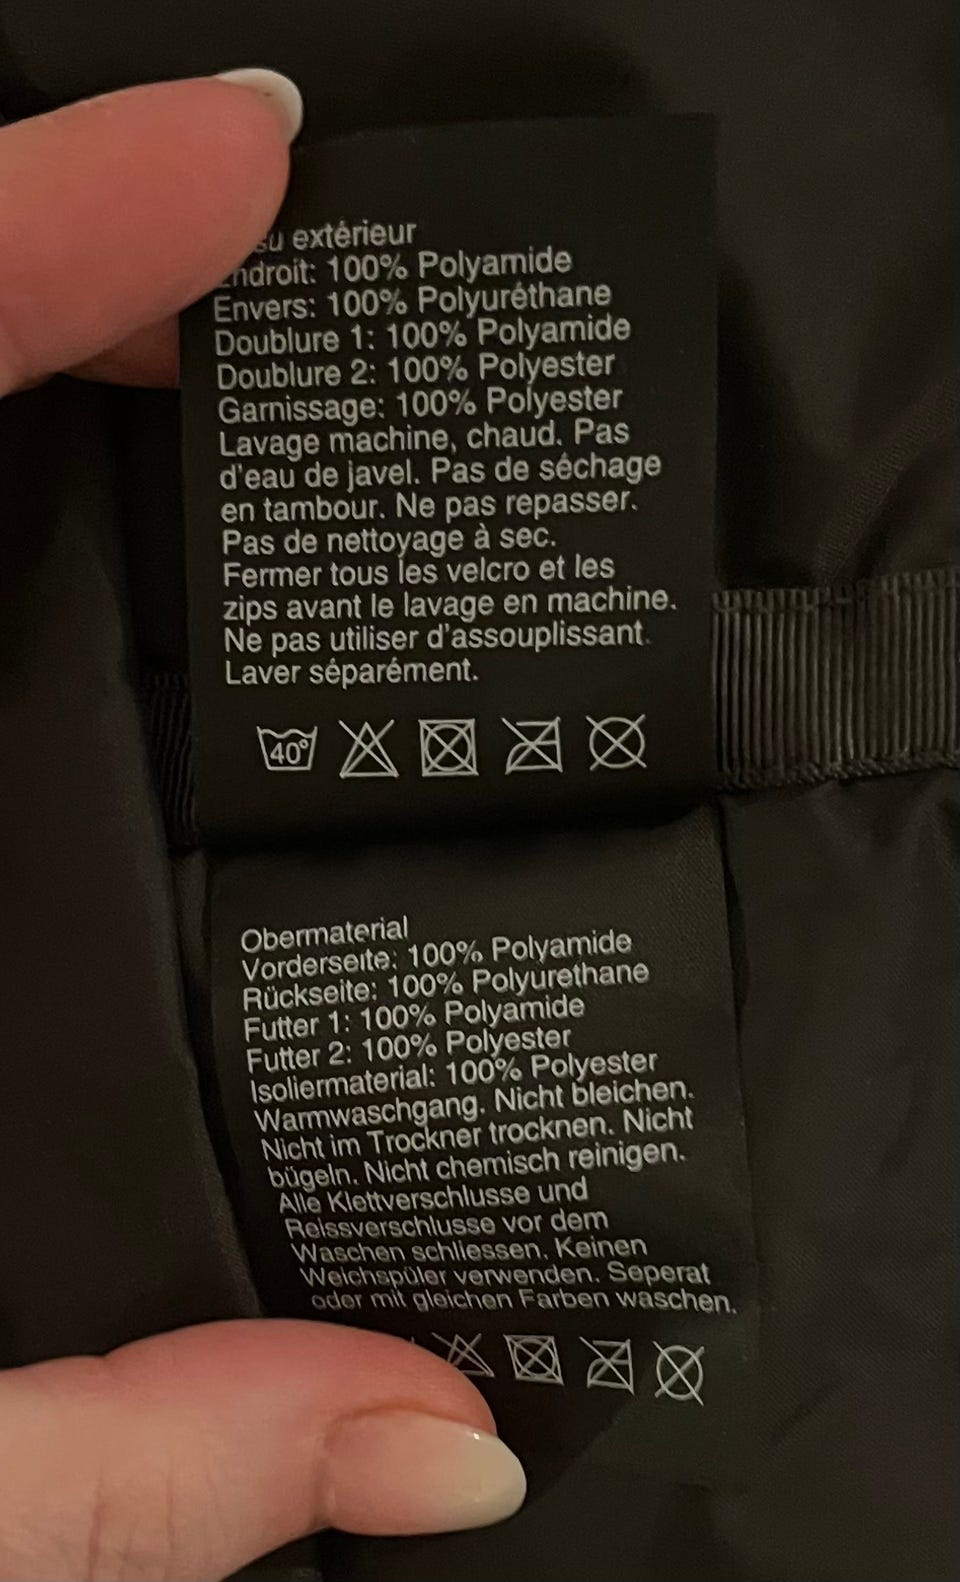 extérieur
Endroit: 100% Polyamide
Envers: 100% Polyuréthane
Doublure 1: 100% Polyamide
Doublure 2: 100% Polyester
Garnissage: 100% Polyester
Lavage machine, chaud. Pas
d'eau de javel. Pas de séchage
en tambour. Ne pas repasser.
Pas de nettoyage à sec.
Fermer tous les velcro et les
zips avant le lavage en machine.
Ne pas utiliser d'assouplissant.
Laver séparément.
40°
Obermaterial
Vorderseite: 100% Polyamide
Rückseite: 100% Polyurethane
Futter 1: 100% Polyamide
Futter 2: 100% Polyester
Isoliermaterial: 100% Polyester
Warmwaschgang. Nicht bleichen.
Nicht im Trockner trocknen. Nicht
bügeln. Nicht chemisch reinigen.
Alle Klettverschlusse und
Reissverschlusse vor dem
Waschen schliessen. Keinen
Weichspüler verwenden. Seperat
oder mit gleichen Farben waschen.